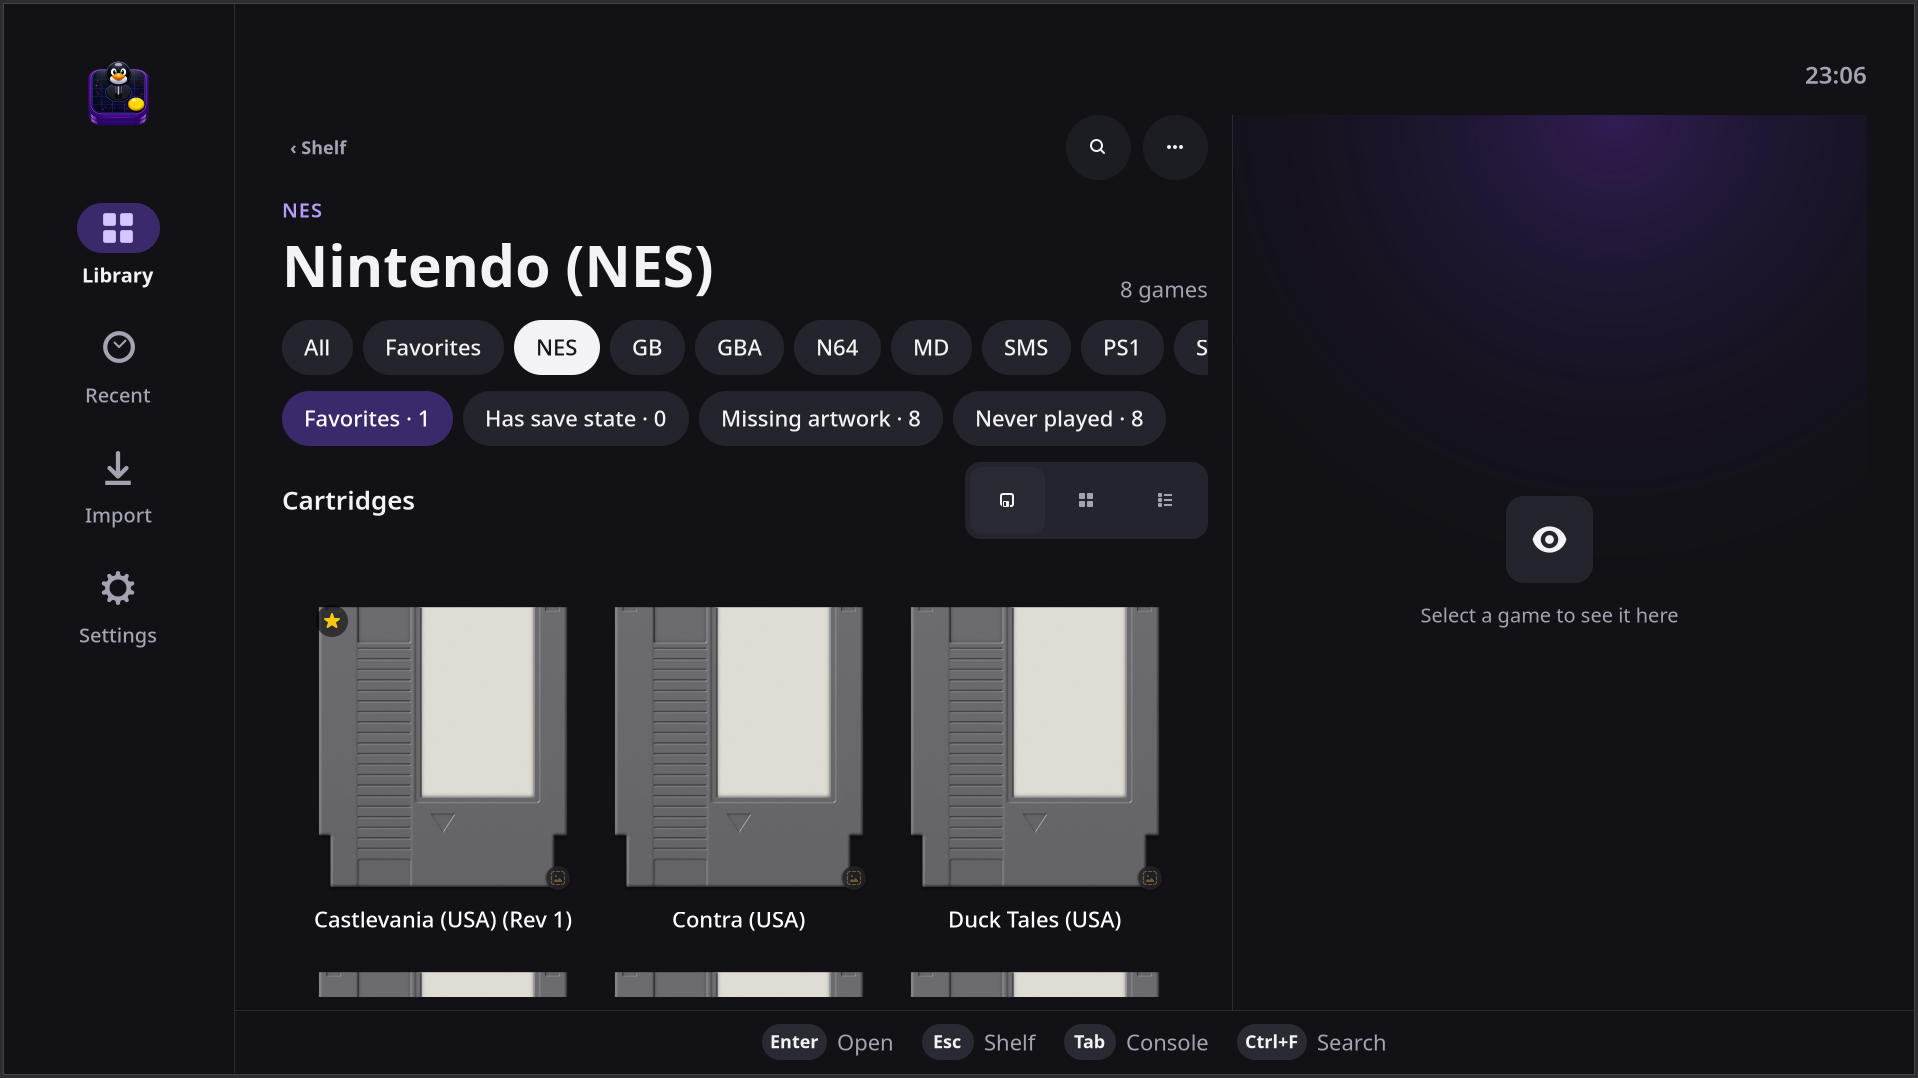 23:06
‹ Shelf
NES
Nintendo (NES)
8 games
All Favorites NES GB GBA N64 MD SMS PS1 S
Favorites · 1 Has save state · 0 Missing artwork · 8 Never played · 8
Cartridges
Library
Recent
Import
Settings
Select a game to see it here
Castlevania (USA) (Rev 1) Contra (USA) Duck Tales (USA)
Enter Open Esc Shelf Tab Console Ctrl+F Search